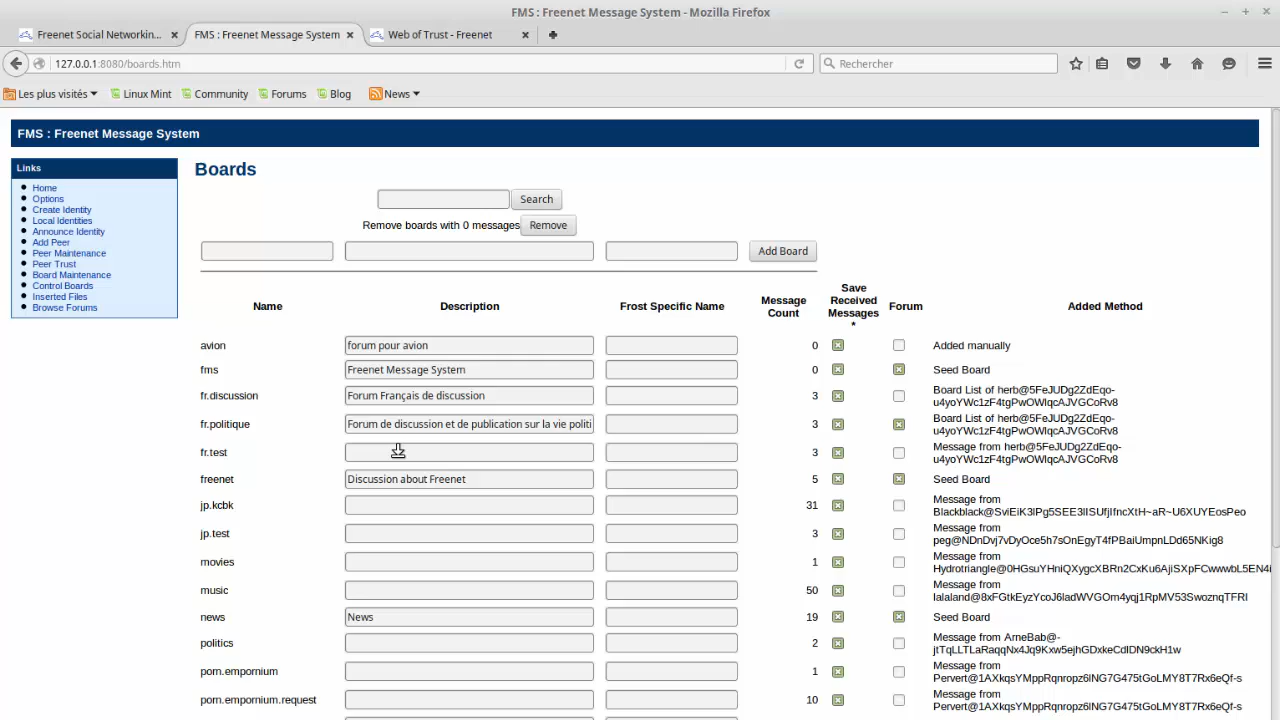 FMS : Freenet Message System - Mozilla Firefox
Freenet Social Networkin...
FMS : Freenet Message System
Web of Trust - Freenet
127.0.0.1:8080/boards.htm
Rechercher
Les plus visités
Linux Mint
Community
Forums
Blog
News
FMS : Freenet Message System
Links
Home
Options
Create Identity
Local Identities
Announce Identity
Add Peer
Peer Maintenance
Peer Trust
Board Maintenance
Control Boards
Inserted Files
Browse Forums
Boards
Search
Remove boards with 0 messages Remove
Add Board
Name Description Frost Specific Name Message Count Save Received Messages * Forum Added Method
avion forum pour avion 0 Added manually
fms Freenet Message System 0 Seed Board
fr.discussion Forum Français de discussion 3 Board List of herb@5FeJUDg2ZdEqo-
u4yoYWc1zF4tgPwOWlqcAJVGCoRv8
fr.politique Forum de discussion et de publication sur la vie politi 3 Board List of herb@5FeJUDg2ZdEqo-
u4yoYWc1zF4tgPwOWlqcAJVGCoRv8
fr.test 3 Message from herb@5FeJUDg2ZdEqo-
u4yoYWc1zF4tgPwOWlqcAJVGCoRv8
freenet Discussion about Freenet 5 Seed Board
jp.kcbk 31 Message from
jp.test 3 Message from
peg@NDnDvj7vDyOce5h7sOnEgyT4fPBaiUmpnLDd65NKig8
movies 1 Message from
music 50 Message from
news News 19 Seed Board
politics 2 Message from ArneBab@-
jtTqLLTLaRaqqNx4Jq9Kxw5ejhGDxkeCdlDN9ckH1w
porn.empornium 1 Message from
Pervert@1AXkqsYMppRqnropz6lNG7G475tGoLMY8T7Rx6eQf-s
porn.empornium.request 10 Message from
Pervert@1AXkqsYMppRqnropz6lNG7G475tGoLMY8T7Rx6eQf-s